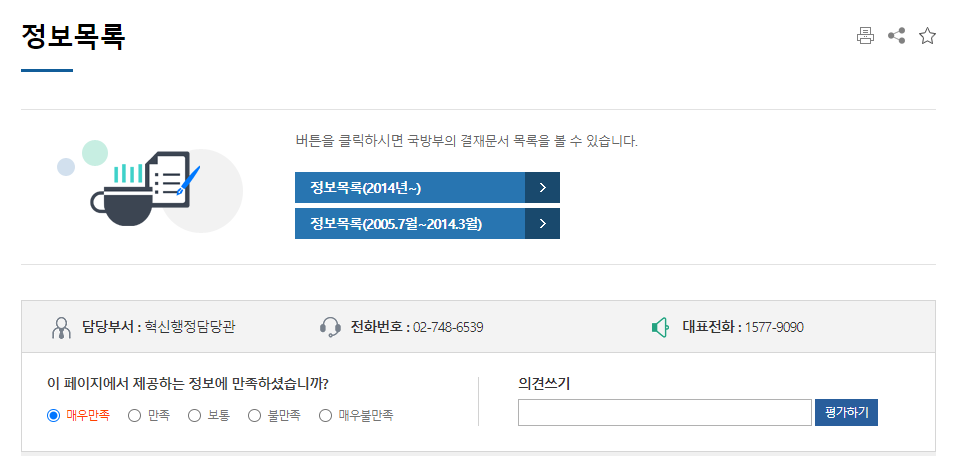 정보목록
버튼을 클릭하시면 국방부의 결재문서 목록을 볼 수 있습니다.
정보목록(2014년~)
정보목록(2005.7월~2014.3월)
담당부서 : 혁신행정담당관 전화번호 : 02-748-6539 대표전화 : 1577-9090
이 페이지에서 제공하는 정보에 만족하셨습니까?
매우만족 만족 보통 불만족 매우불만족
의견쓰기
평가하기